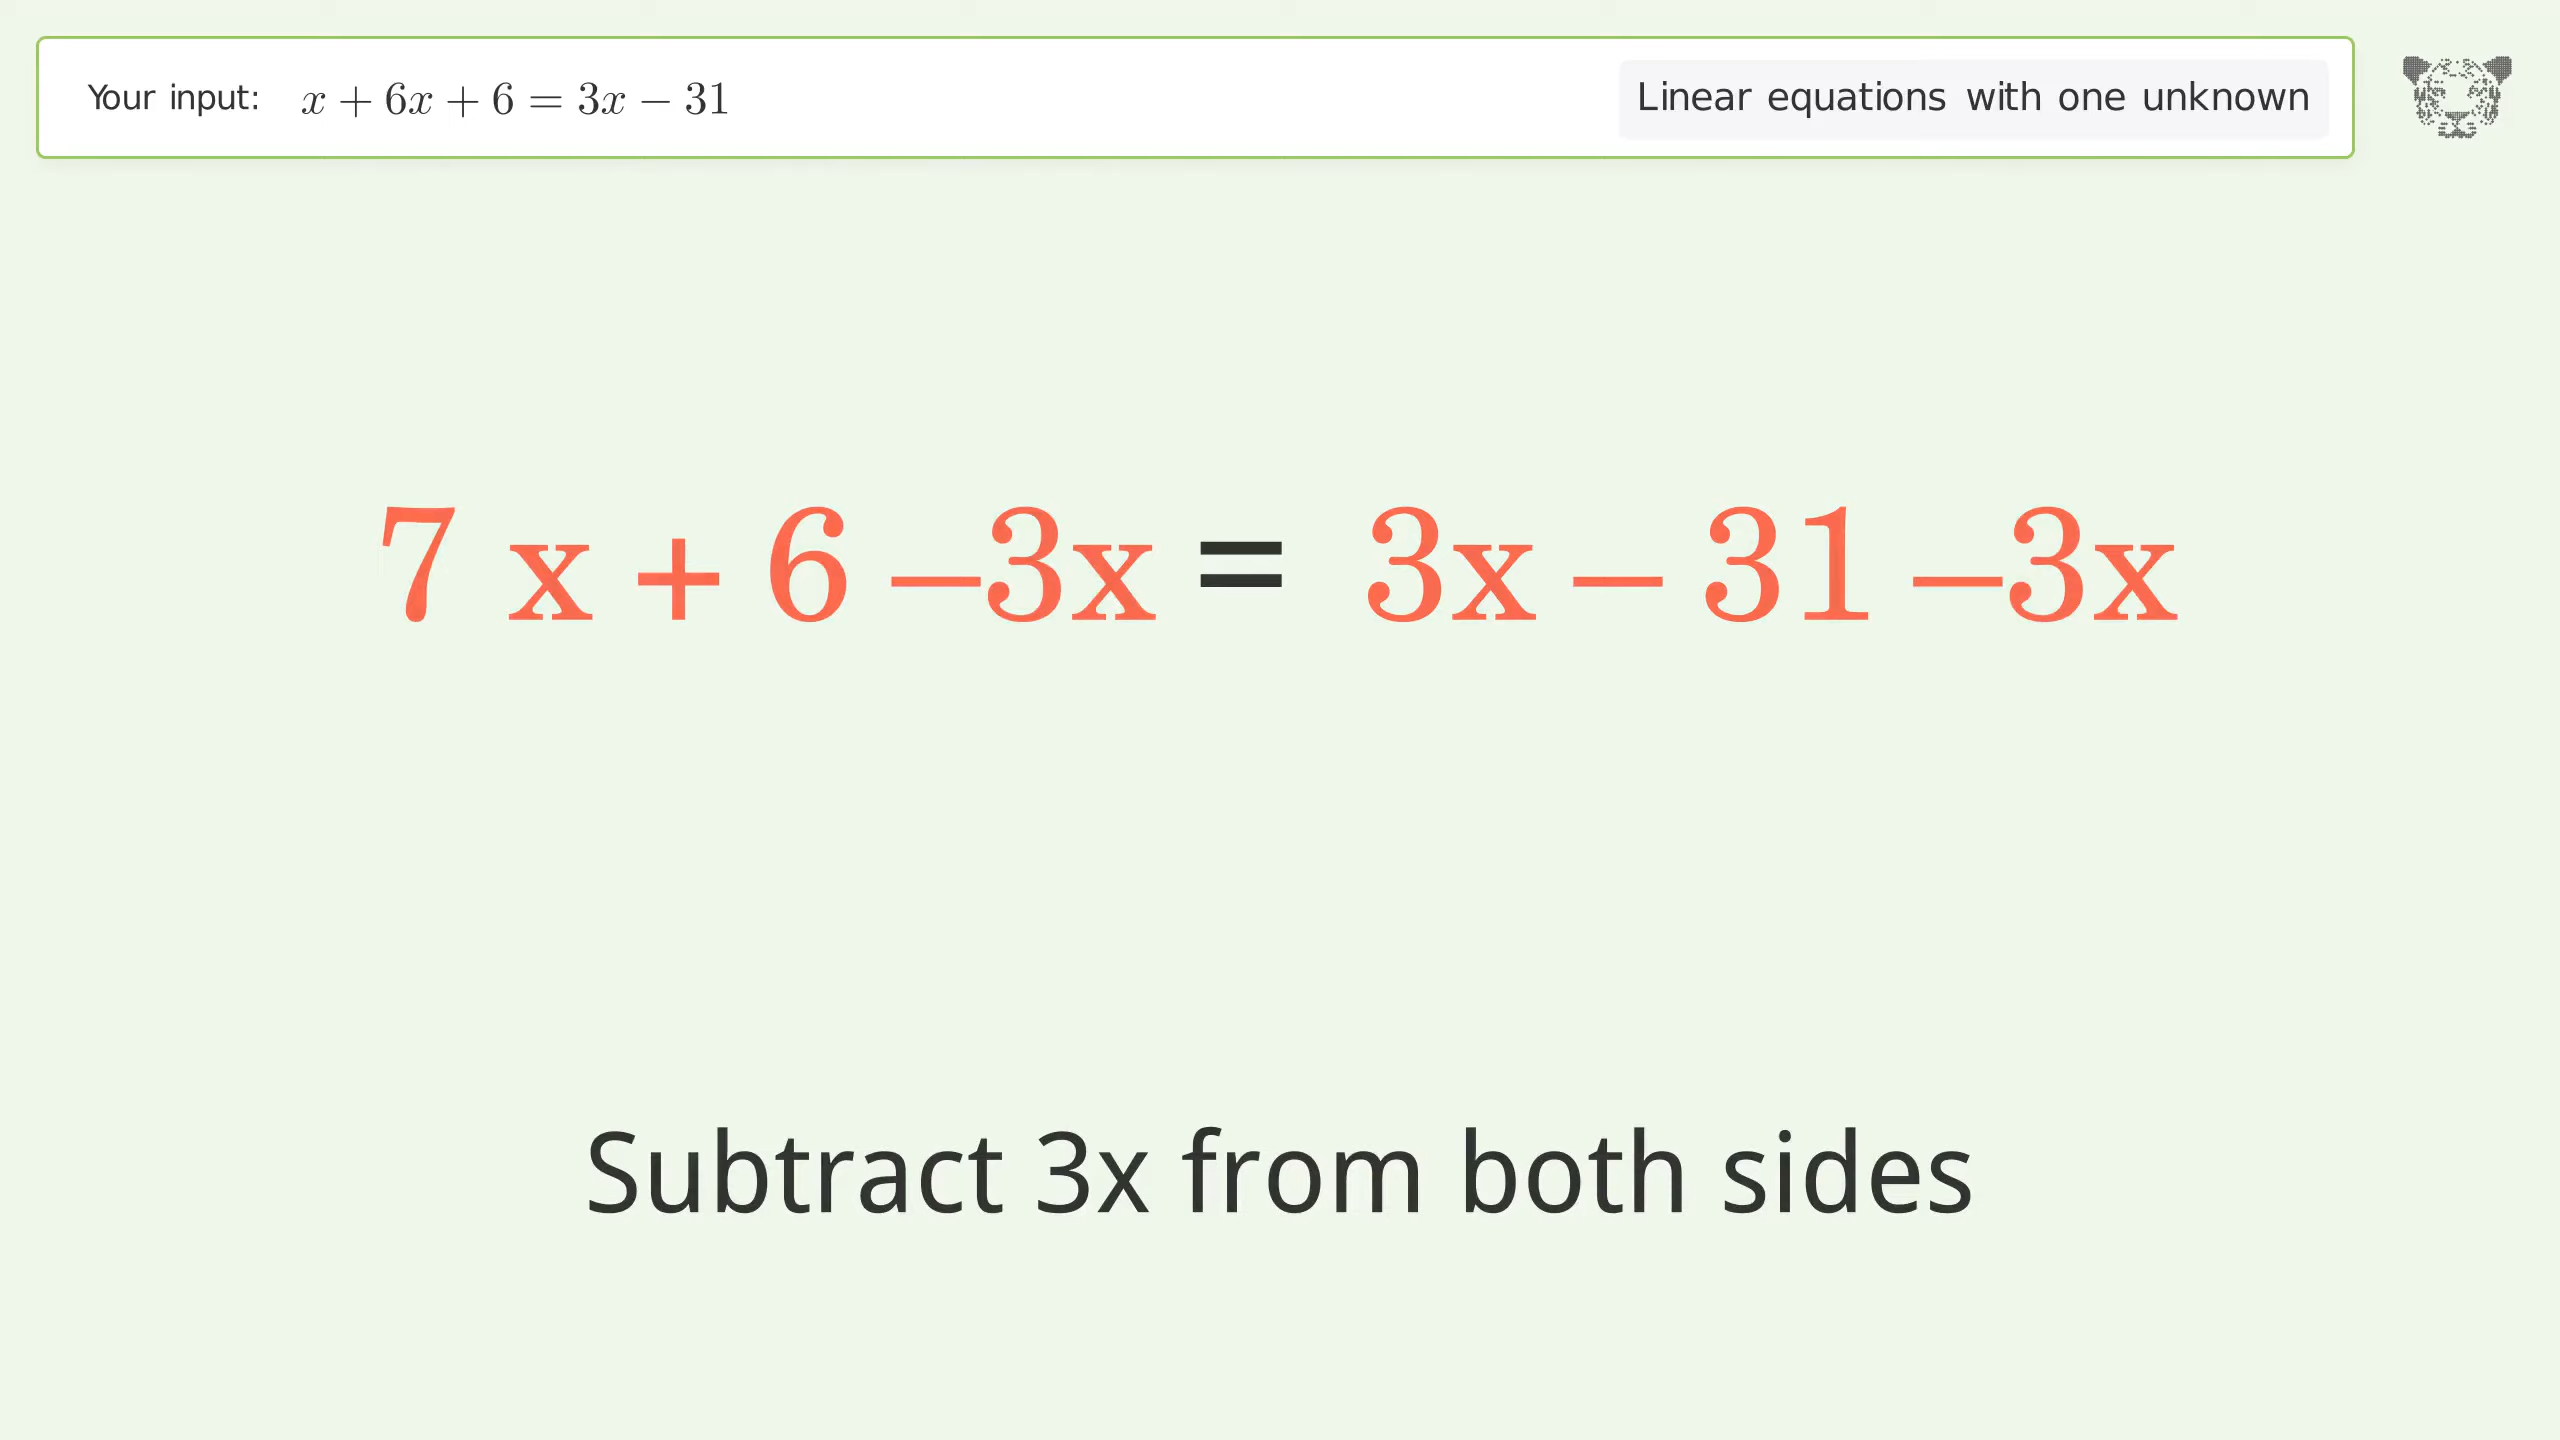 Your input: x + 6x + 6 = 3x − 31
Linear equations with one unknown
7 x + 6 −3x = 3x − 31 −3x
Subtract 3x from both sides